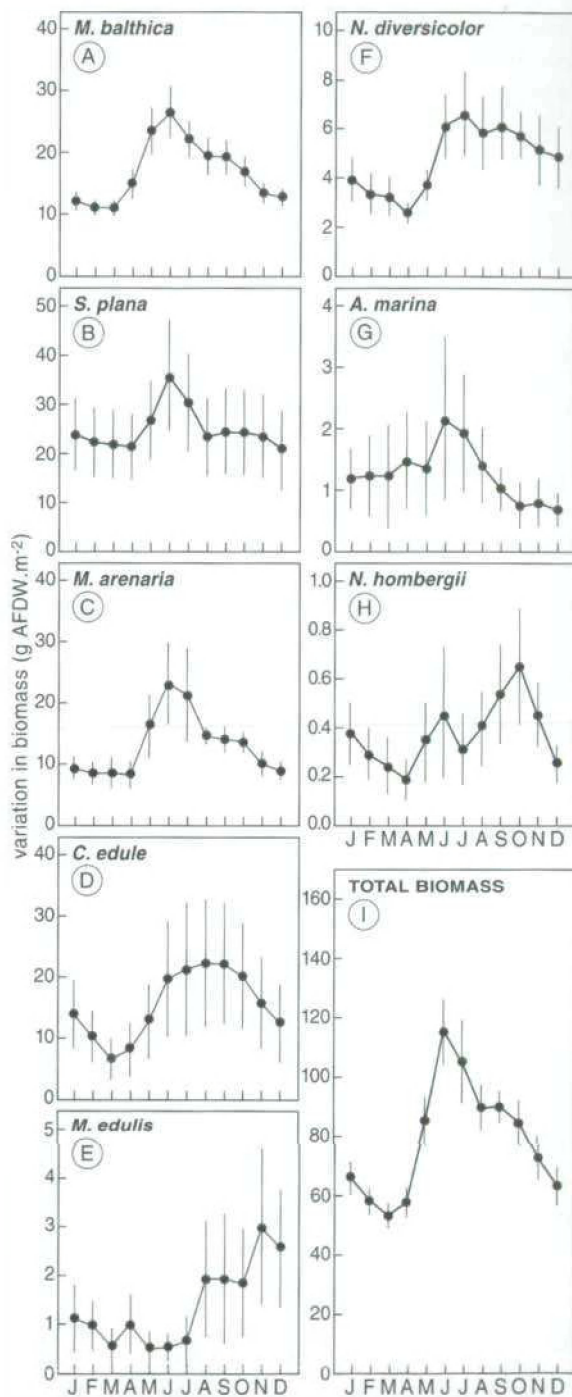 variation in biomass (g AFDW.m-2)
M. balthica
A
40
30
20
10
0
S. plana
B
50
40
30
20
10
0
M. arenaria
C
40
30
20
10
0
C. edule
D
40
30
20
10
0
M. edulis
E
5
4
3
2
1
0
J F M A M J J A S O N D
N. diversicolor
F
10
8
6
4
2
0
A. marina
G
4
3
2
1
0
N. hombergii
H
1.0
0.8
0.6
0.4
0.2
0.0
J F M A M J J A S O N D
TOTAL BIOMASS
I
160
140
120
100
80
60
40
20
0
J F M A M J J A S O N D